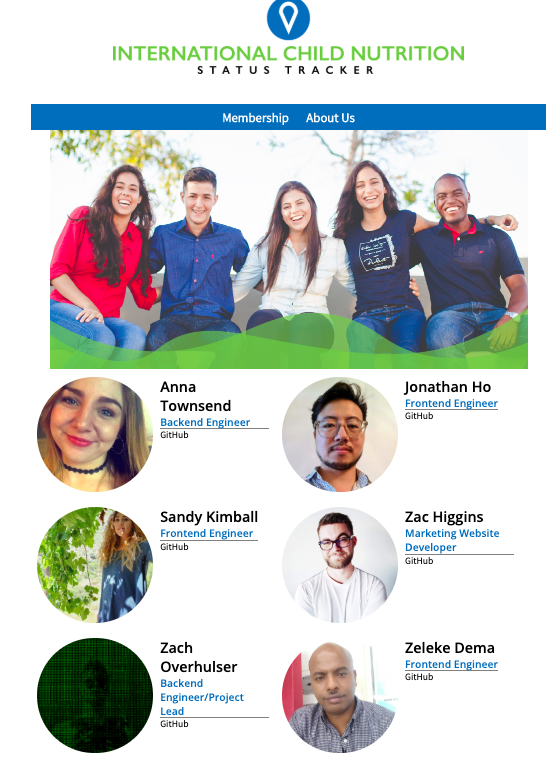 INTERNATIONAL CHILD NUTRITION
STATUS TRACKER
Membership About Us
Anna
Townsend
Backend Engineer
GitHub
Jonathan Ho
Frontend Engineer
GitHub
Sandy Kimball
Frontend Engineer
GitHub
Zac Higgins
Marketing Website
Developer
GitHub
Zach
Overhulser
Backend
Engineer/Project
Lead
GitHub
Zeleke Dema
Frontend Engineer
GitHub